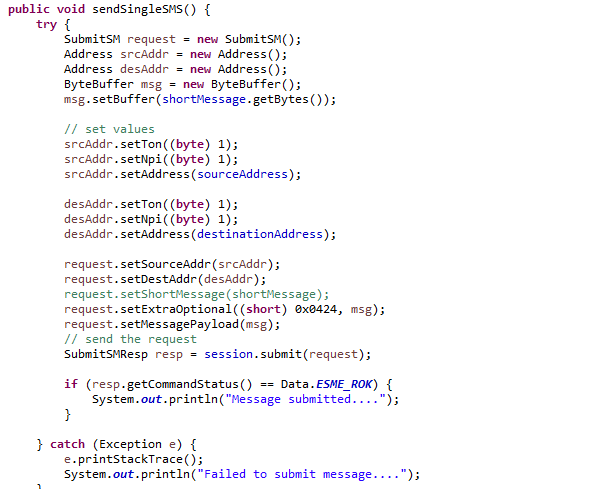 public void sendSingleSMS() {
try {
SubmitSM request = new SubmitSM();
Address srcAddr = new Address();
Address desAddr = new Address();
ByteBuffer msg = new ByteBuffer();
msg.setBuffer(shortMessage.getBytes());
// set values
srcAddr.setTon((byte) 1);
srcAddr.setNpi((byte) 1);
srcAddr.setAddress(sourceAddress);
desAddr.setTon((byte) 1);
desAddr.setNpi((byte) 1);
desAddr.setAddress(destinationAddress);
request.setSourceAddr(srcAddr);
request.setDestAddr(desAddr);
request.setShortMessage(shortMessage);
request.setExtraOptional((short) 0x0424, msg);
request.setMessagePayload(msg);
// send the request
SubmitSMResp resp = session.submit(request);
if (resp.getCommandStatus() == Data.ESME_ROK) {
System.out.println("Message submitted....");
}
} catch (Exception e) {
e.printStackTrace();
System.out.println("Failed to submit message....");
}